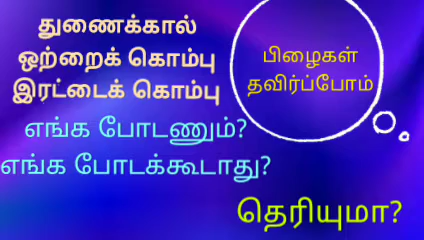 துணைக்கால்
ஒற்றைக் கொம்பு
இரட்டைக் கொம்பு
பிழைகள்
தவிர்ப்போம்
எங்க போடணும்?
எங்க போடக்கூடாது?
தெரியுமா?